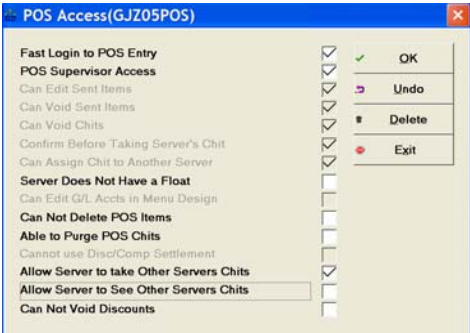 POS Access(GJZ05POS)
Fast Login to POS Entry
POS Supervisor Access
Can Edit Sent Items
Can Void Sent Items
Can Void Chits
Confirm Before Taking Server's Chit
Can Assign Chit to Another Server
Server Does Not Have a Float
Can Edit G/L Accts in Menu Design
Can Not Delete POS Items
Able to Purge POS Chits
Cannot use Disc/Comp Settlement
Allow Server to take Other Servers Chits
Allow Server to See Other Servers Chits
Can Not Void Discounts
OK
Undo
Delete
Exit